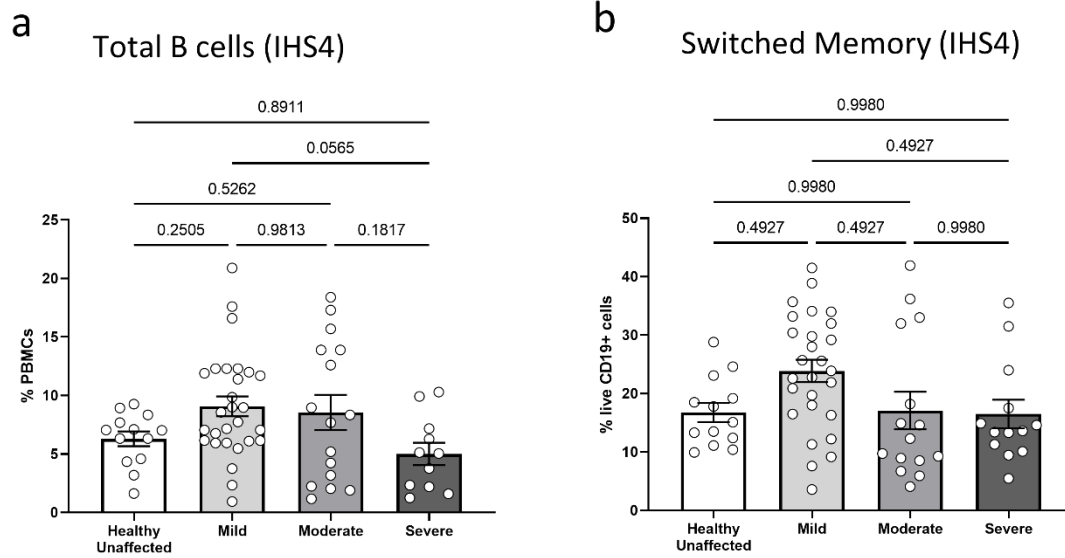 a
Total B cells (IHS4)
0.8911
0.0565
0.5262
0.2505 0.9813 0.1817
25
20
15
10
5
0
% PBMCs
Healthy
Unaffected
Mild
Moderate
Severe
b
Switched Memory (IHS4)
0.9980
0.4927
0.9980
0.4927 0.4927 0.9980
50
40
30
20
10
0
% live CD19+ cells
Healthy
Unaffected
Mild
Moderate
Severe